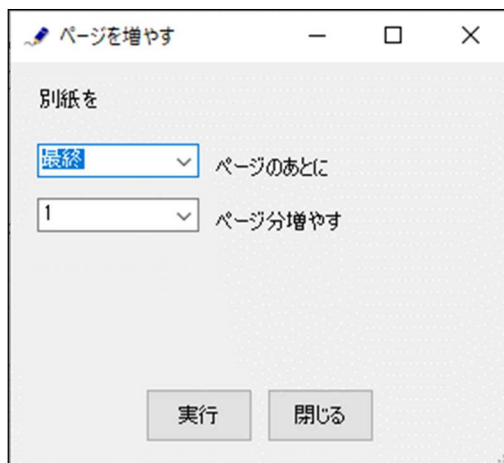 ページを増やす
別紙を
最終 ページのあとに
1 ページ分増やす
実行 閉じる